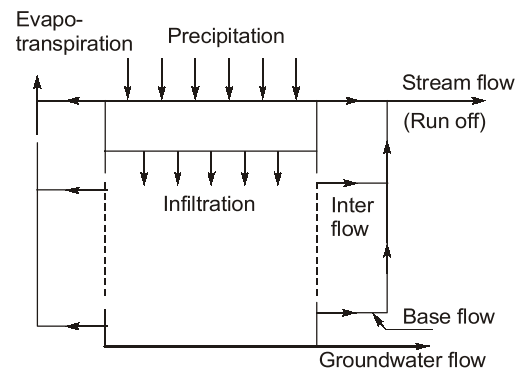 Evapo-
transpiration
Precipitation
Stream flow
(Run off)
Infiltration
Inter
flow
Base flow
Groundwater flow